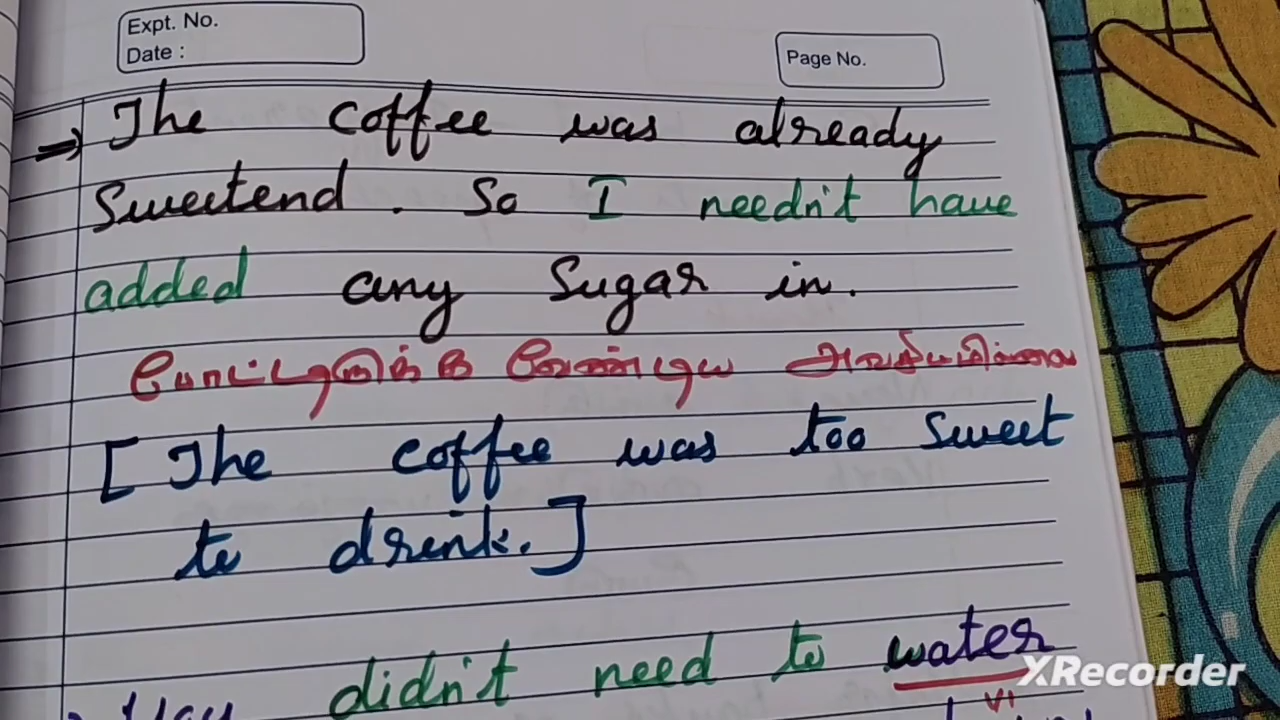 Expt. No.
Date :
Page No.
⇒ The coffee was already
Sweetend. So I needn't have
added any Sugar in.
போட்டிருக்க வேண்டிய அவசியமில்லை
[ The coffee was too sweet
to drink. ]
didn't need to water
XRecorder
V1